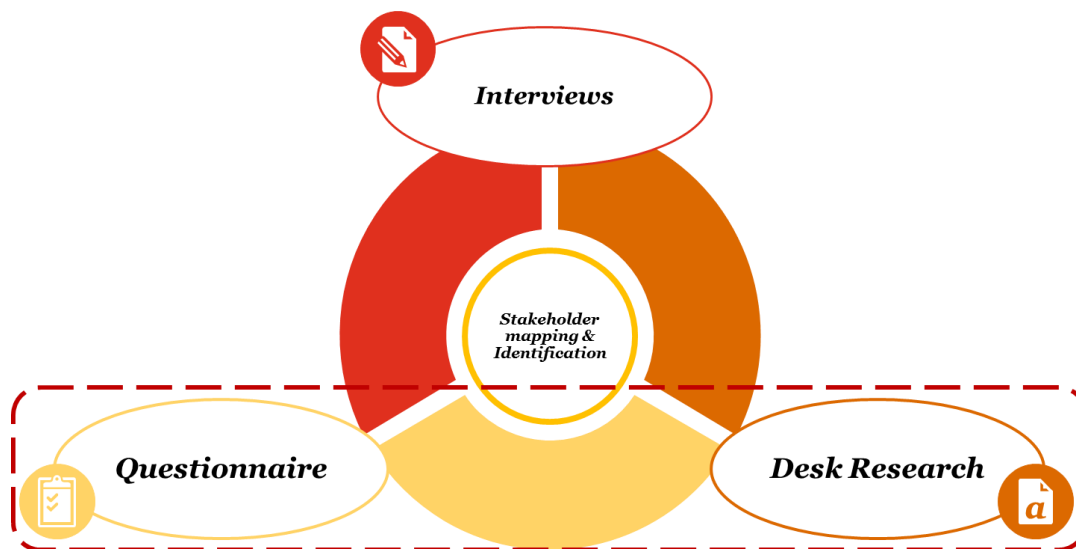 Interviews
Stakeholder
mapping &
Identification
Questionnaire
Desk Research
a